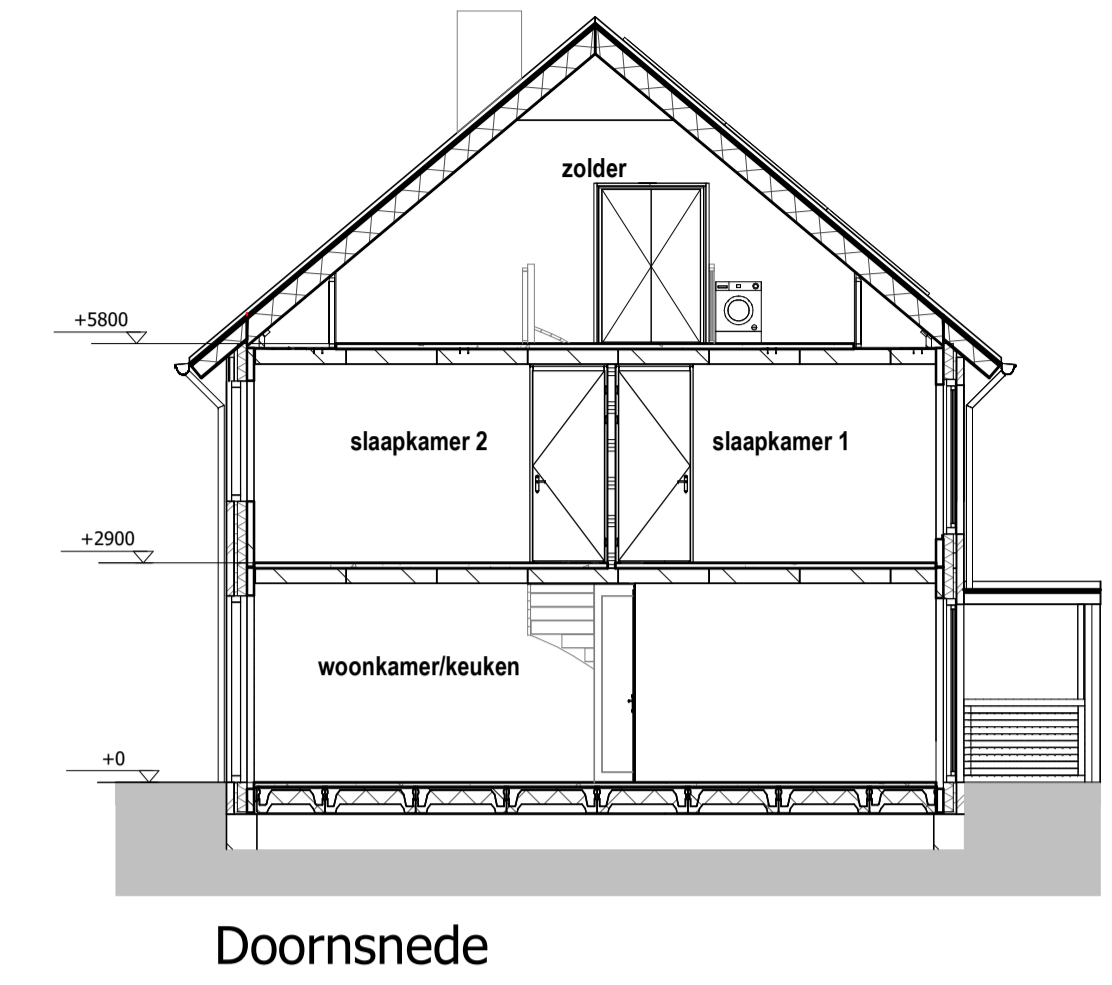 zolder
+5800
slaapkamer 2
slaapkamer 1
+2900
woonkamer/keuken
+0
Doornsnede